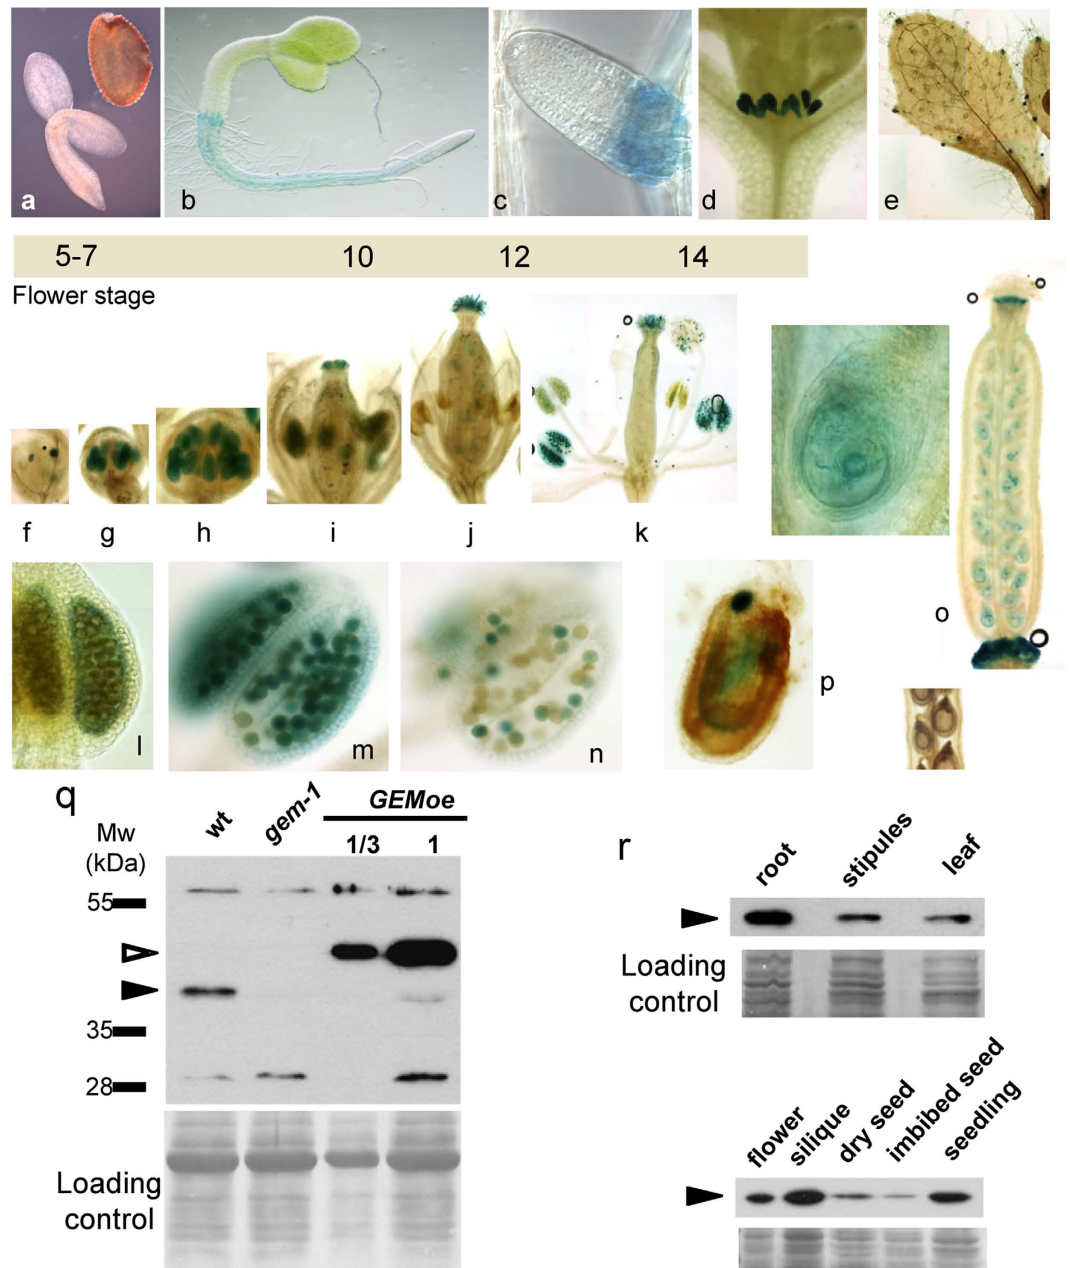 a
b
c
d
e
5-7 10 12 14
Flower stage
f
g
h
i
j
k
o
l
m
n
p
q
wt
gem-1
GEMoe
1/3 1
Mw
(kDa)
55
35
28
Loading
control
r
root
stipules
leaf
Loading
control
flower
silique
dry seed
imbibed seed
seedling